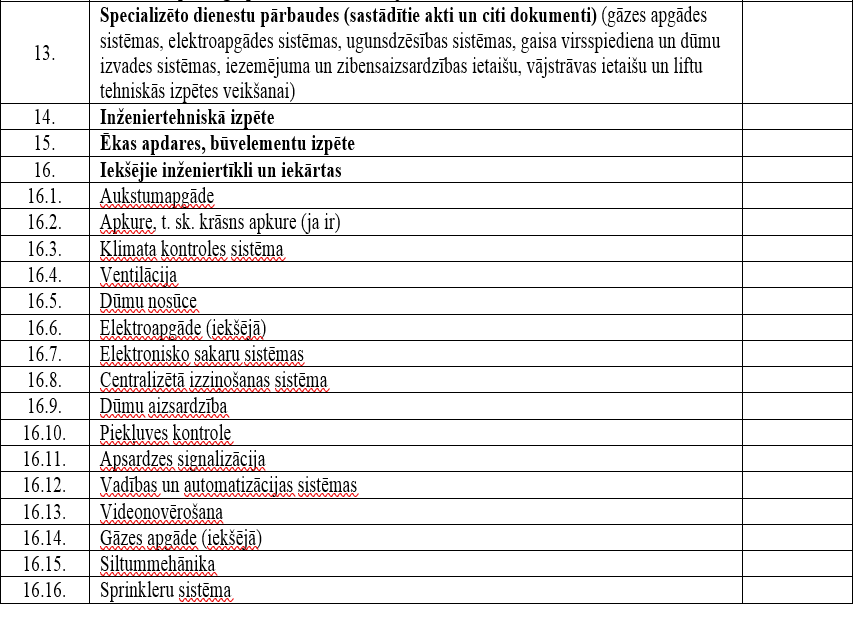 Specializēto dienestu pārbaudes (sastādītie akti un citi dokumenti) (gāzes apgādes
sistēmas, elektroapgādes sistēmas, ugunsdzēsības sistēmas, gaisa virsspiediena un dūmu
13.
izvades sistēmas, iezemējuma un zibensaizsardzības ietaišu, vājstrāvas ietaišu un liftu
tehniskās izpētes veikšanai)
14. Inženiertehniskā izpēte
15. Ēkas apdares, būvelementu izpēte
16. Iekšējie inženiertīkli un iekārtas
16.1. Aukstumapgāde
16.2. Apkure, t. sk. krāsns apkure (ja ir)
16.3. Klimata kontroles sistēma
16.4. Ventilācija
16.5. Dūmu nosūce
16.6. Elektroapgāde (iekšējā)
16.7. Elektronisko sakaru sistēmas
16.8. Centralizētā izziņošanas sistēma
16.9. Dūmu aizsardzība
16.10. Piekļuves kontrole
16.11. Apsardzes signalizācija
16.12. Vadības un automatizācijas sistēmas
16.13. Videonovērošana
16.14. Gāzes apgāde (iekšējā)
16.15. Siltummehānika
16.16. Sprinkleru sistēma